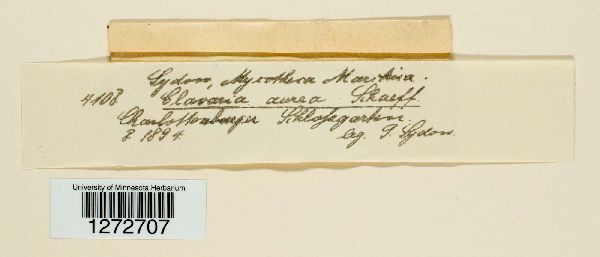 Sydow, Mycotheca Marchica.
4108 Clavaria aurea Schaeff.
Charlottenburger Schloßgarten
8. 1894. leg. P. Sydow.
University of Minnesota Herbarium
1272707